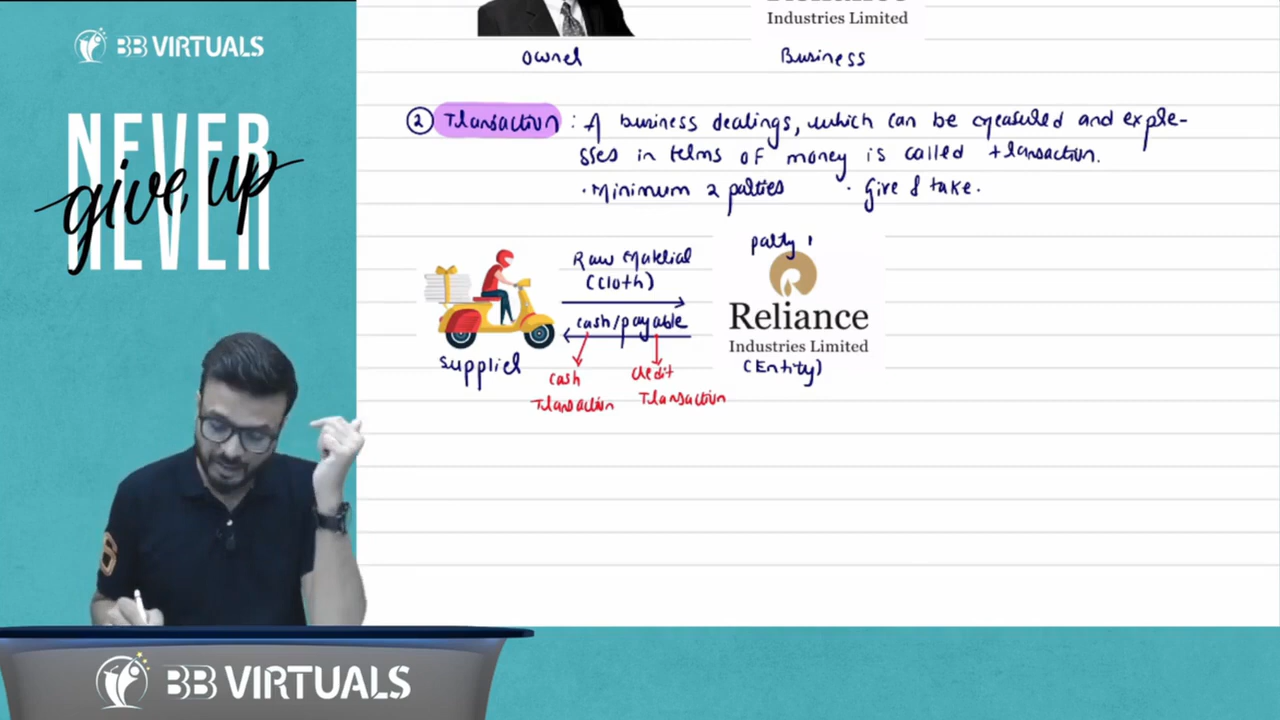 BB VIRTUALS
NEVER
give up
NEVER
Industries Limited
owner
Business
② Transaction : A business dealings, which can be measured and expre-
sses in terms of money is called transaction.
· Minimum 2 parties · Give & take.
party 1
Raw Material
(cloth)
cash/payable
Reliance
Industries Limited
(Entity)
supplier
cash
Transaction
credit
Transaction
BB VIRTUALS